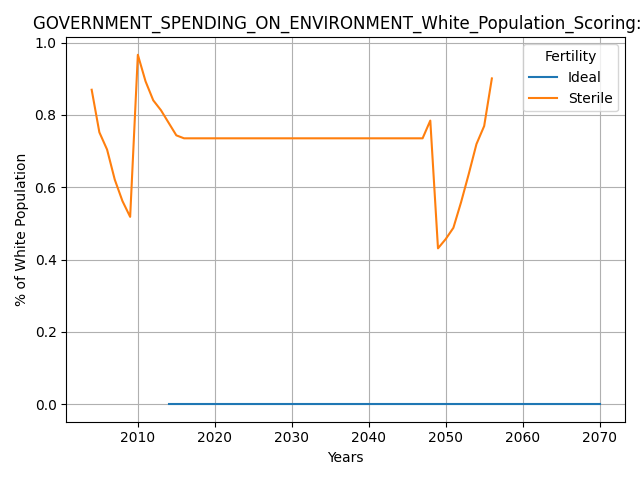 GOVERNMENT_SPENDING_ON_ENVIRONMENT_White_Population_Scoring:
Fertility
Ideal
Sterile
1.0
0.8
0.6
0.4
0.2
0.0
% of White Population
2010 2020 2030 2040 2050 2060 2070
Years